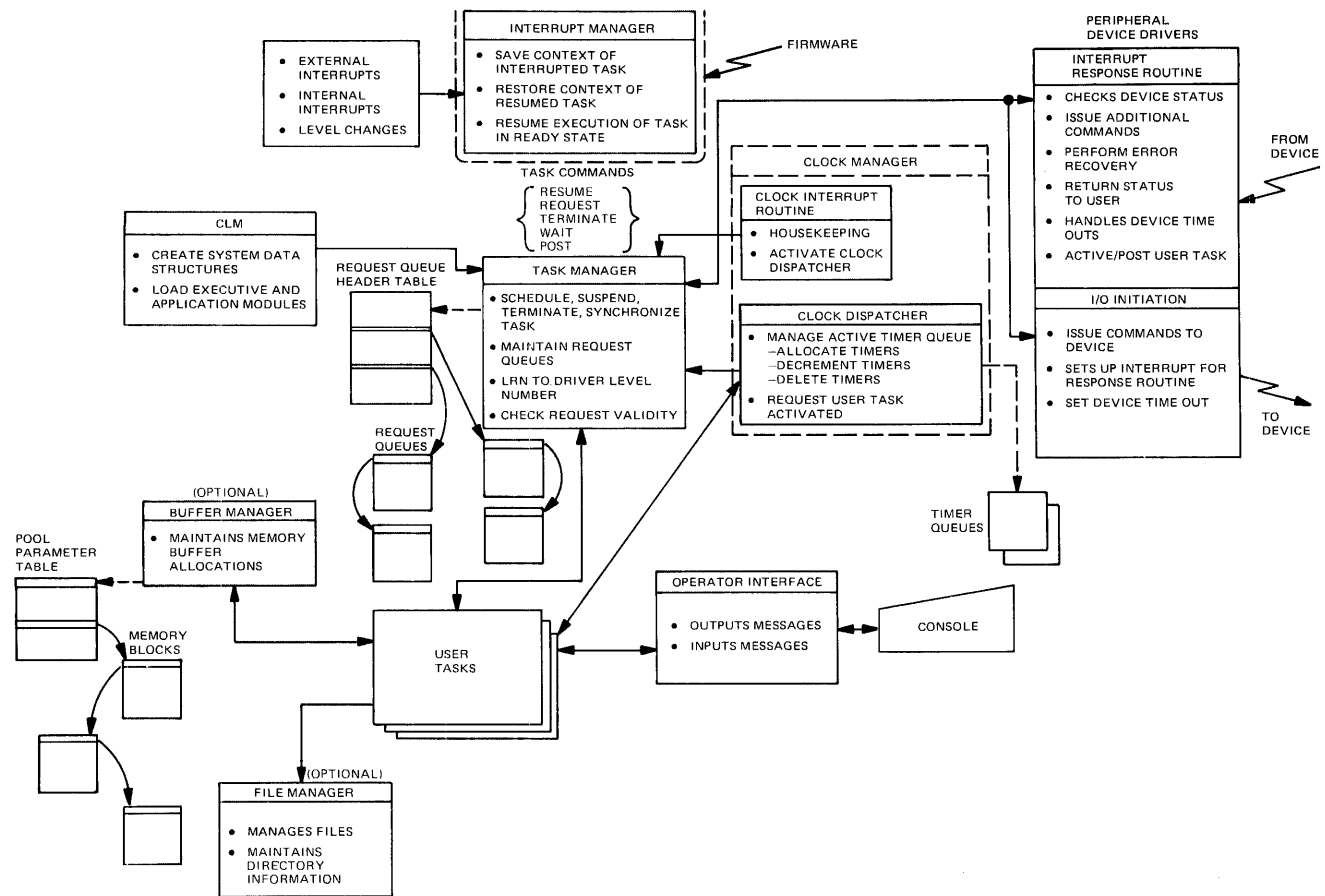 INTERRUPT MANAGER
● SAVE CONTEXT OF
INTERRUPTED TASK
● RESTORE CONTEXT OF
RESUMED TASK
● RESUME EXECUTION OF TASK
IN READY STATE
● EXTERNAL
INTERRUPTS
● INTERNAL
INTERRUPTS
● LEVEL CHANGES
FIRMWARE
PERIPHERAL
DEVICE DRIVERS
INTERRUPT
RESPONSE ROUTINE
● CHECKS DEVICE STATUS
● ISSUE ADDITIONAL
COMMANDS
● PERFORM ERROR
RECOVERY
● RETURN STATUS
TO USER
● HANDLES DEVICE TIME
OUTS
● ACTIVE/POST USER TASK
I/O INITIATION
● ISSUE COMMANDS TO
DEVICE
● SETS UP INTERRUPT FOR
RESPONSE ROUTINE
● SET DEVICE TIME OUT
FROM
DEVICE
TO
DEVICE
TASK COMMANDS
RESUME
REQUEST
TERMINATE
WAIT
POST
CLOCK MANAGER
CLOCK INTERRUPT
ROUTINE
● HOUSEKEEPING
● ACTIVATE CLOCK
DISPATCHER
CLOCK DISPATCHER
● MANAGE ACTIVE TIMER QUEUE
—ALLOCATE TIMERS
—DECREMENT TIMERS
—DELETE TIMERS
● REQUEST USER TASK
ACTIVATED
CLM
● CREATE SYSTEM DATA
STRUCTURES
● LOAD EXECUTIVE AND
APPLICATION MODULES
REQUEST QUEUE
HEADER TABLE
TASK MANAGER
● SCHEDULE, SUSPEND,
TERMINATE, SYNCHRONIZE
TASK
● MAINTAIN REQUEST
QUEUES
● LRN TO DRIVER LEVEL
NUMBER
● CHECK REQUEST VALIDITY
REQUEST
QUEUES
TIMER
QUEUES
(OPTIONAL)
BUFFER MANAGER
● MAINTAINS MEMORY
BUFFER
ALLOCATIONS
POOL
PARAMETER
TABLE
MEMORY
BLOCKS
USER
TASKS
OPERATOR INTERFACE
● OUTPUTS MESSAGES
● INPUTS MESSAGES
CONSOLE
(OPTIONAL)
FILE MANAGER
● MANAGES FILES
● MAINTAINS
DIRECTORY
INFORMATION